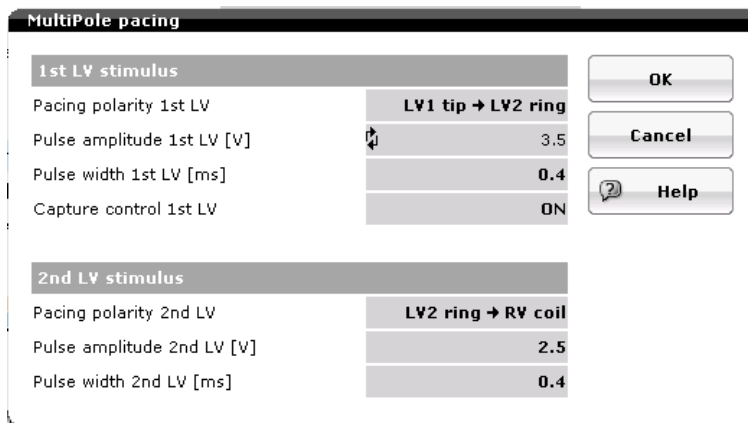 MultiPole pacing
1st LV stimulus
OK
Pacing polarity 1st LV LV1 tip → LV2 ring
Pulse amplitude 1st LV [V] 3.5
Cancel
Pulse width 1st LV [ms] 0.4
Help
Capture control 1st LV ON
2nd LV stimulus
Pacing polarity 2nd LV LV2 ring → RV coil
Pulse amplitude 2nd LV [V] 2.5
Pulse width 2nd LV [ms] 0.4